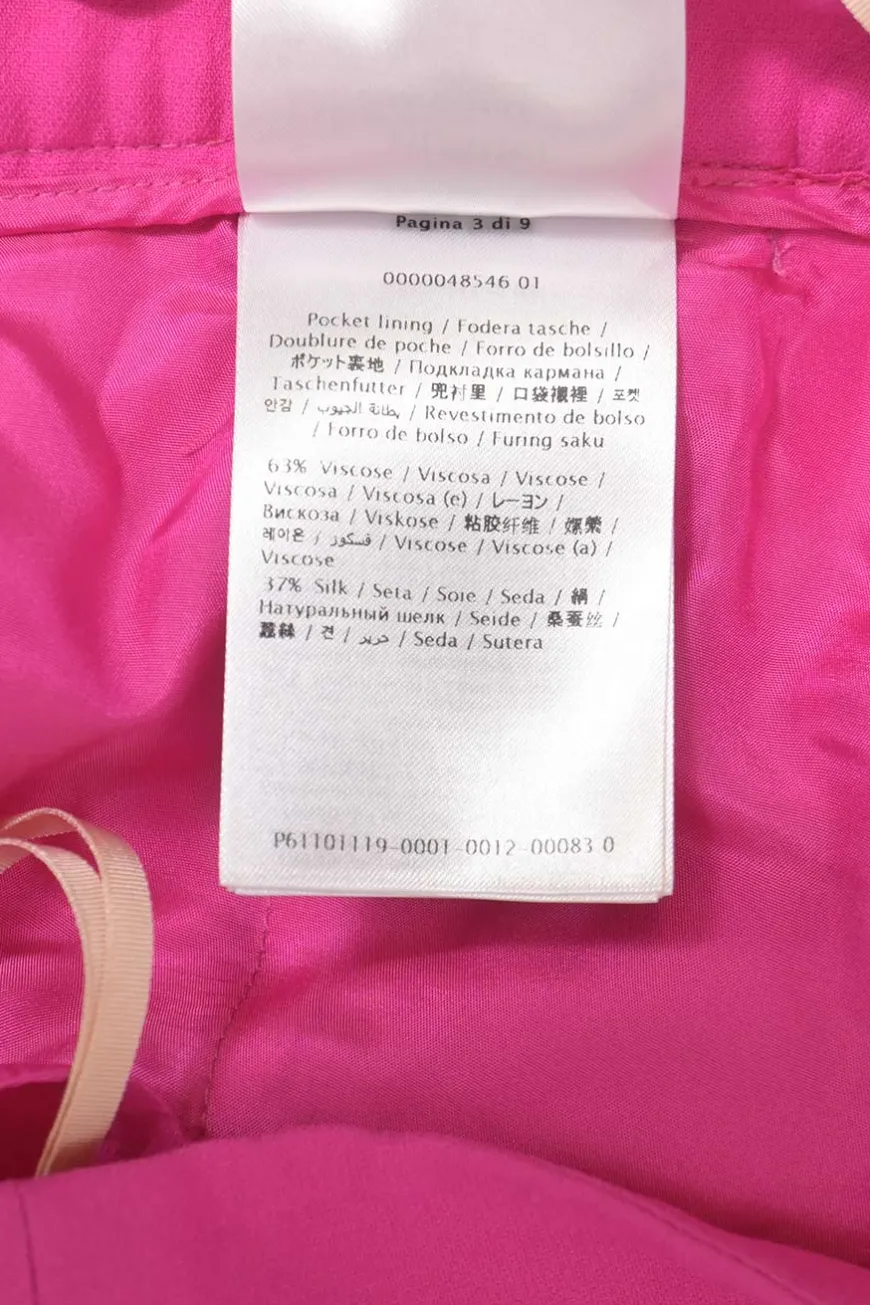 Pagina 3 di 9
0000048546 01
Pocket lining / Fodera tasche /
Doublure de poche / Forro de bolsillo /
ポケット裏地 / Подкладка кармана /
Taschenfutter / 兜衬里 / 口袋襯裡 / 포켓
안감 / بطانة الجيوب / Revestimento de bolso
/ Forro de bolso / Furing saku
63% Viscose / Viscosa / Viscose /
Viscosa / Viscosa (e) / レーヨン /
Вискоза / Viskose / 粘胶纤维 / 嫘縈 /
레이온 / فسكوز / Viscose / Viscose (a) /
Viscose
37% Silk / Seta / Soie / Seda / 絹 /
Натуральный шелк / Seide / 桑蚕丝 /
蠶絲 / 견 / حرير / Seda / Sutera
P61101119-0001-0012-00083 0